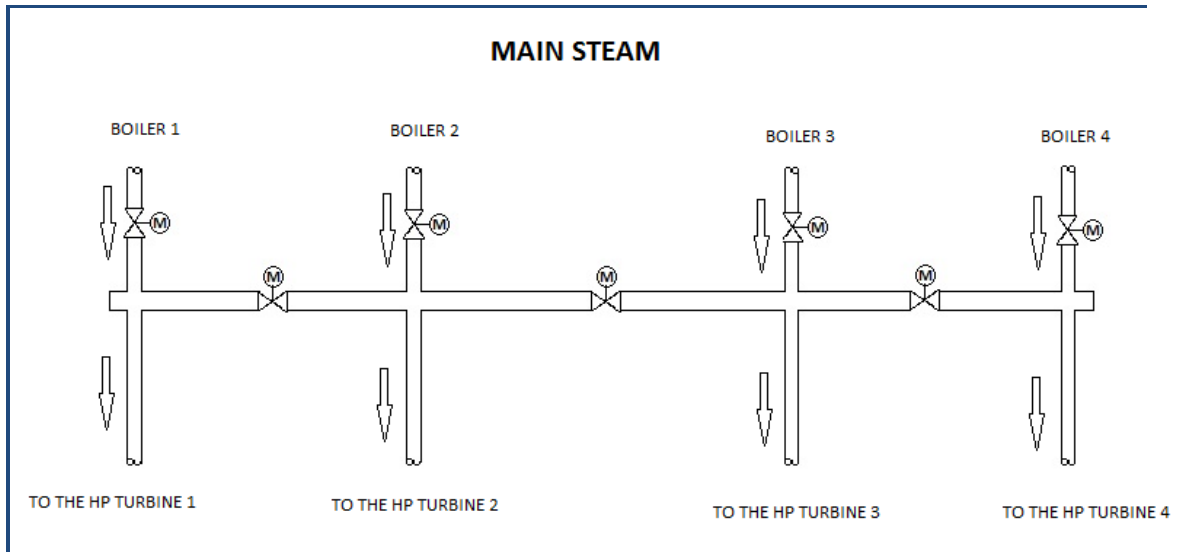 MAIN STEAM
BOILER 1
BOILER 2
BOILER 3
BOILER 4
M
M
M
M
M
M
M
TO THE HP TURBINE 1
TO THE HP TURBINE 2
TO THE HP TURBINE 3
TO THE HP TURBINE 4